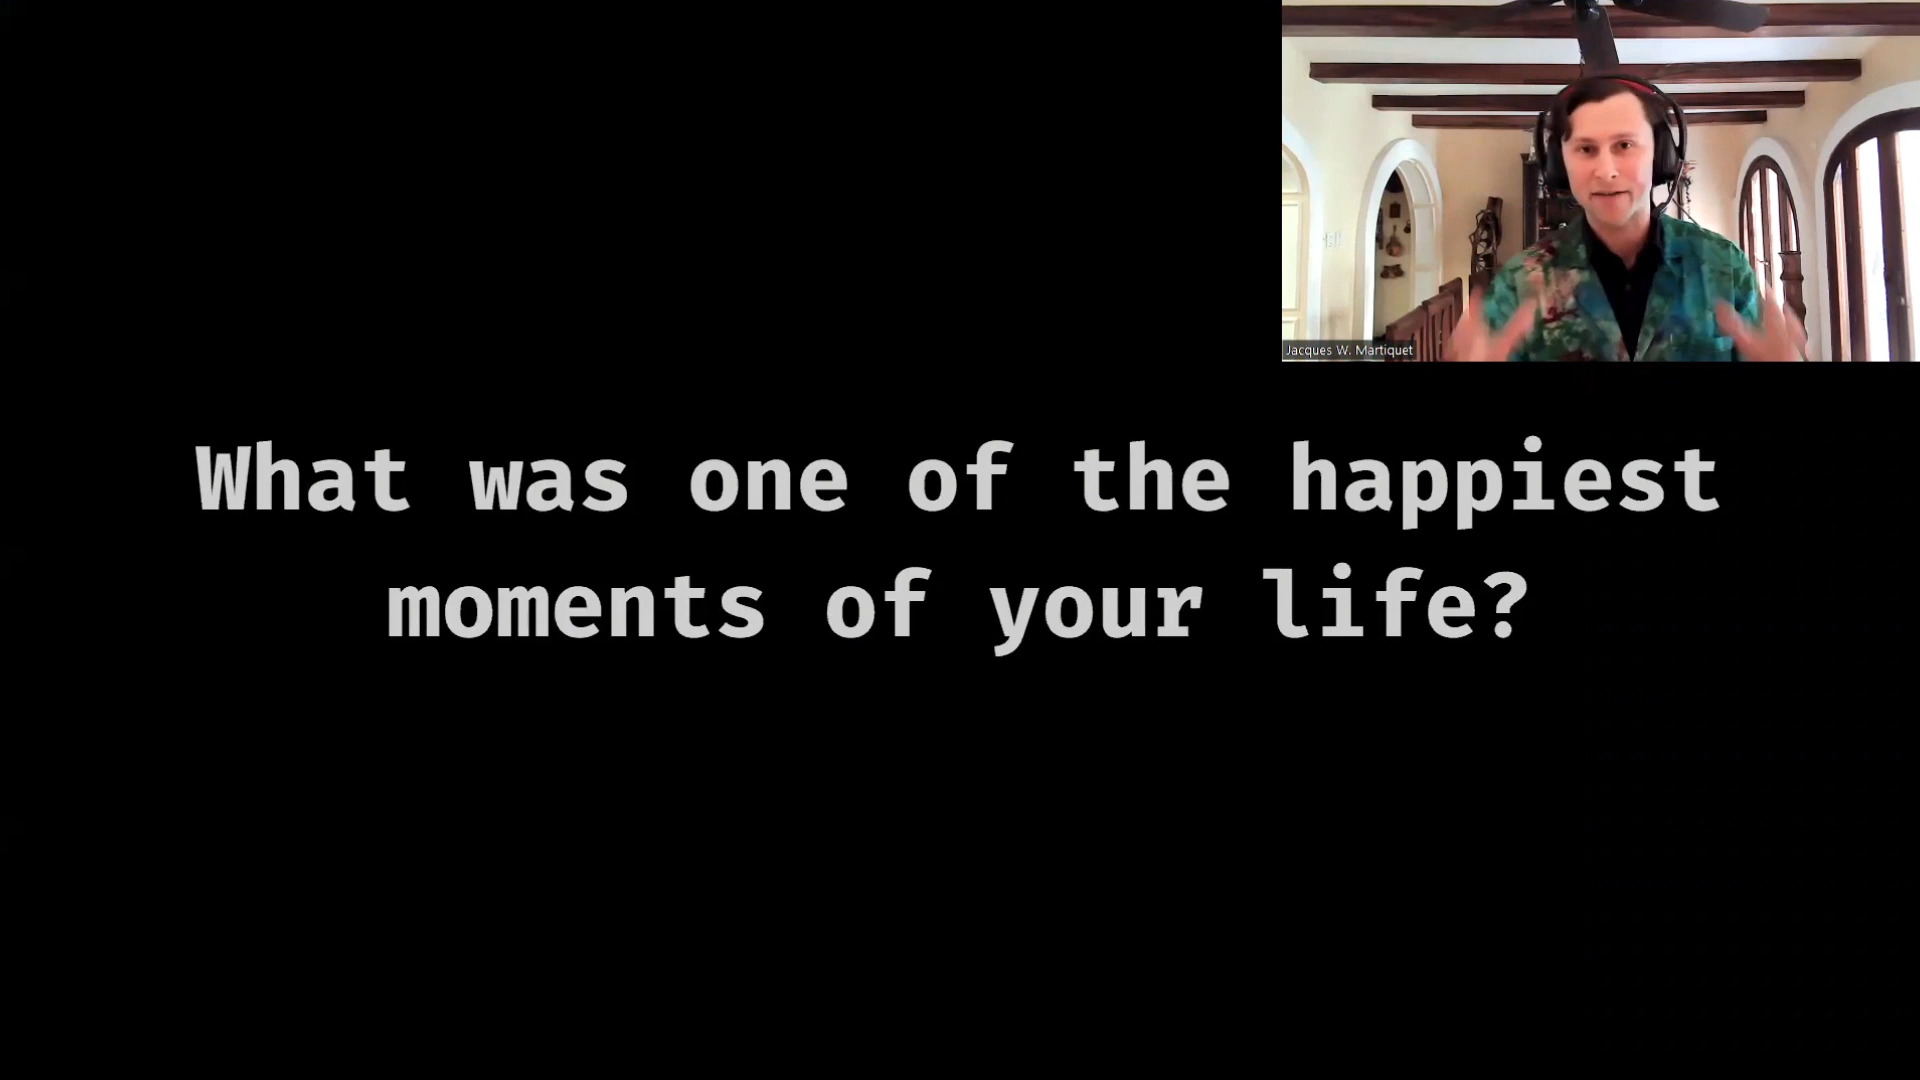 Jacques W. Martiquet
What was one of the happiest
moments of your life?